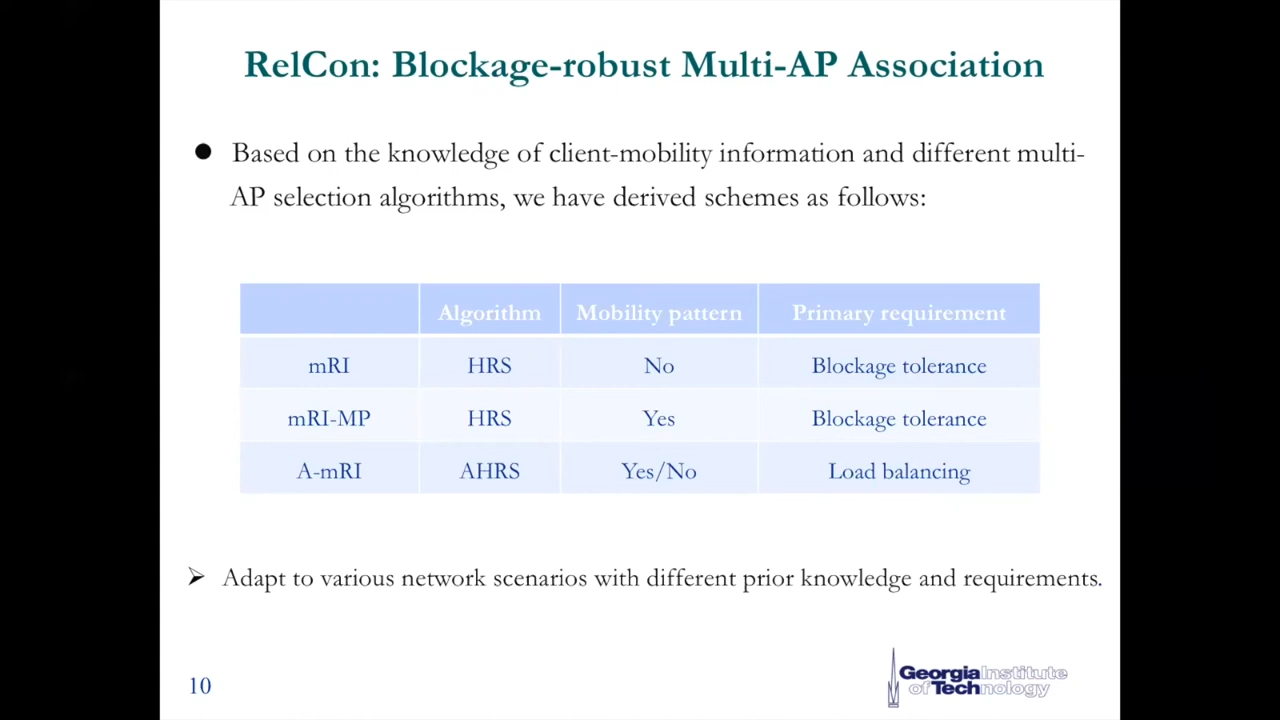 RelCon: Blockage-robust Multi-AP Association
● Based on the knowledge of client-mobility information and different multi-
AP selection algorithms, we have derived schemes as follows:
Algorithm Mobility pattern Primary requirement
mRI HRS No Blockage tolerance
mRI-MP HRS Yes Blockage tolerance
A-mRI AHRS Yes/No Load balancing
➢ Adapt to various network scenarios with different prior knowledge and requirements.
10
Georgia Institute
of Technology